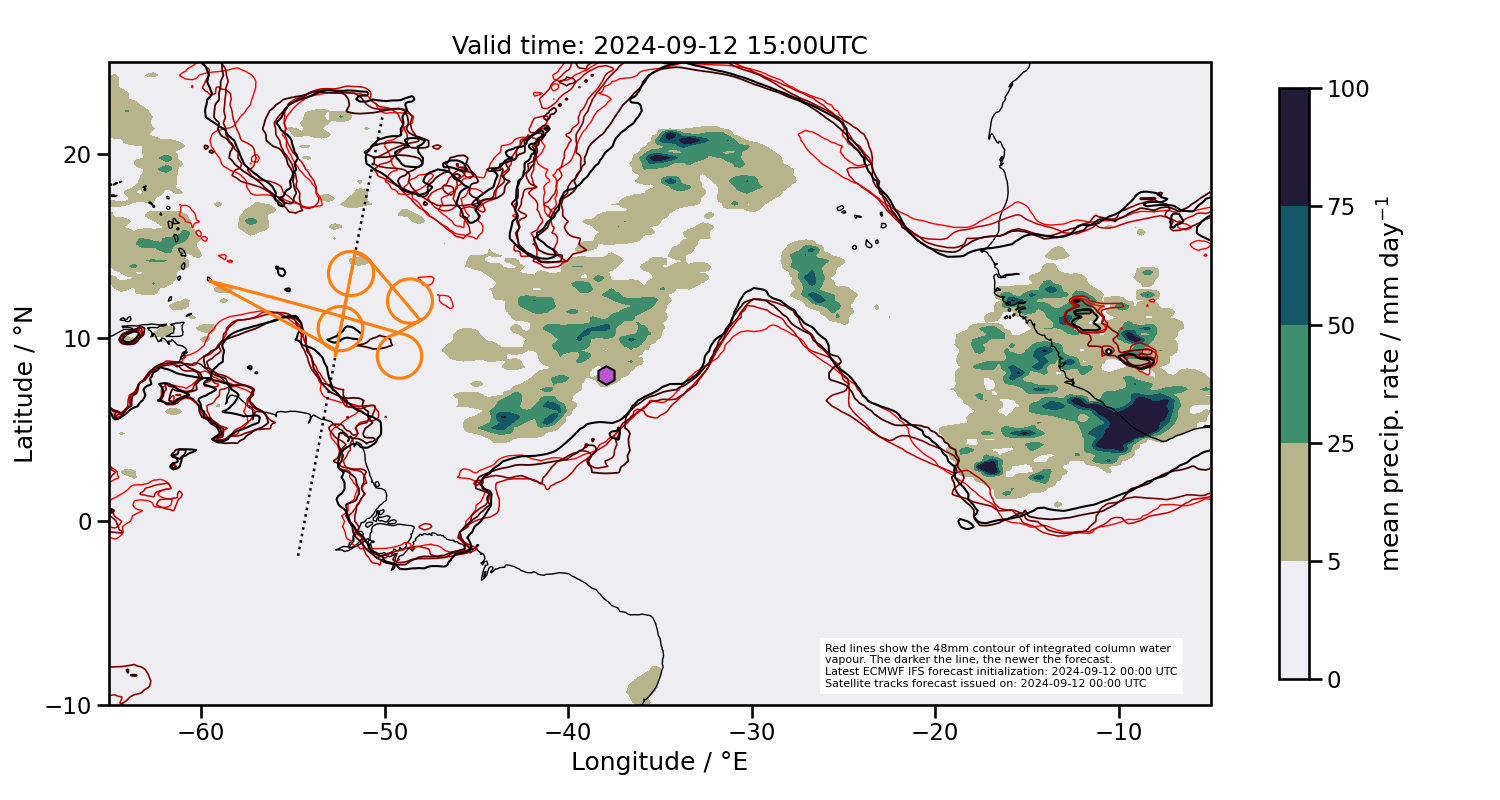 Valid time: 2024-09-12 15:00UTC
20
10
0
−10
Latitude / °N
−60
−50
−40
−30
−20
−10
Longitude / °E
Red lines show the 48mm contour of integrated column water
vapour. The darker the line, the newer the forecast.
Latest ECMWF IFS forecast initialization: 2024-09-12 00:00 UTC
Satellite tracks forecast issued on: 2024-09-12 00:00 UTC
100
75
50
25
5
0
mean precip. rate / mm day⁻¹